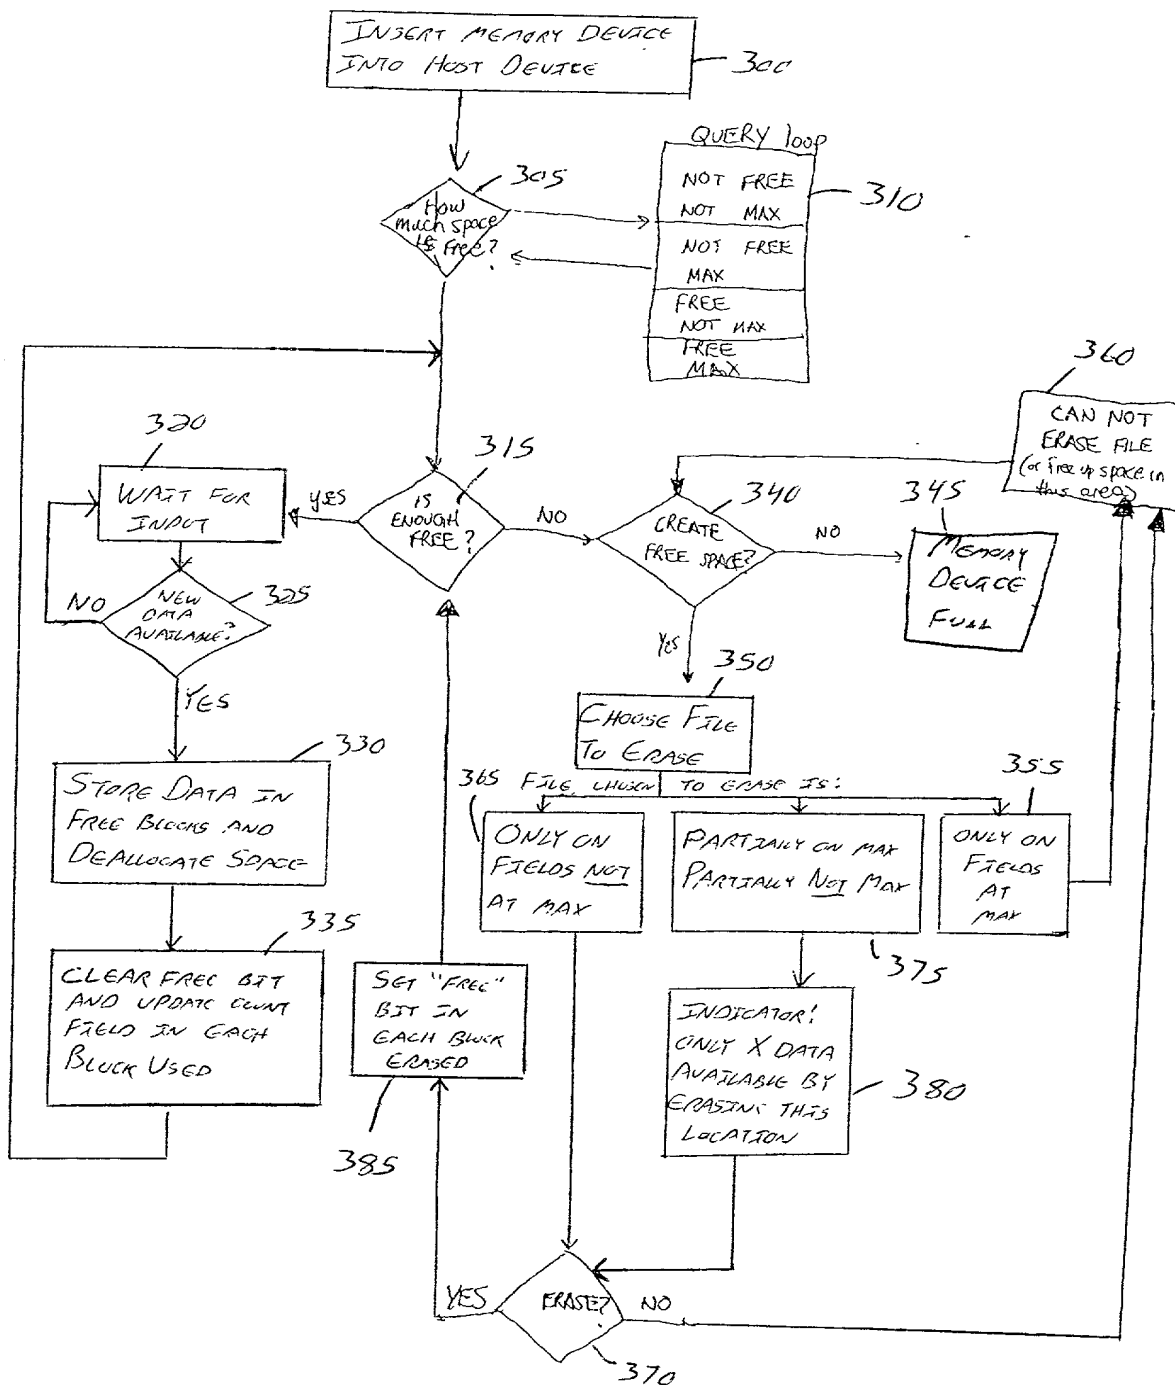 INSERT MEMORY DEVICE
INTO HOST DEVICE
300
QUERY loop
305
NOT FREE
NOT MAX
310
How
much space
is Free?
NOT FREE
MAX
FREE
NOT MAX
FREE
MAX
360
CAN NOT
ERASE FILE
(or free up space in
this area)
320
315
WAIT FOR
INPUT
YES
IS
ENOUGH
FREE?
NO
340
CREATE
FREE SPACE?
NO
345
MEMORY
DEVICE
FULL
NO
NEW
DATA
AVAILABLE?
325
YES
YES
350
CHOOSE FILE
TO ERASE
330
STORE DATA IN
FREE BLOCKS AND
DEALLOCATE SPACE
365
FILE CHOSEN TO ERASE IS:
355
ONLY ON
FIELDS NOT
AT MAX
PARTIALLY ON MAX
PARTIALLY NOT MAX
375
ONLY ON
FIELDS
AT
MAX
335
CLEAR FREE BIT
AND UPDATE COUNT
FIELD IN EACH
BLOCK USED
SET "FREE"
BIT IN
EACH BLOCK
ERASED
385
INDICATOR!
ONLY X DATA
AVAILABLE BY
ERASING THIS
LOCATION
380
YES
ERASE?
NO
370